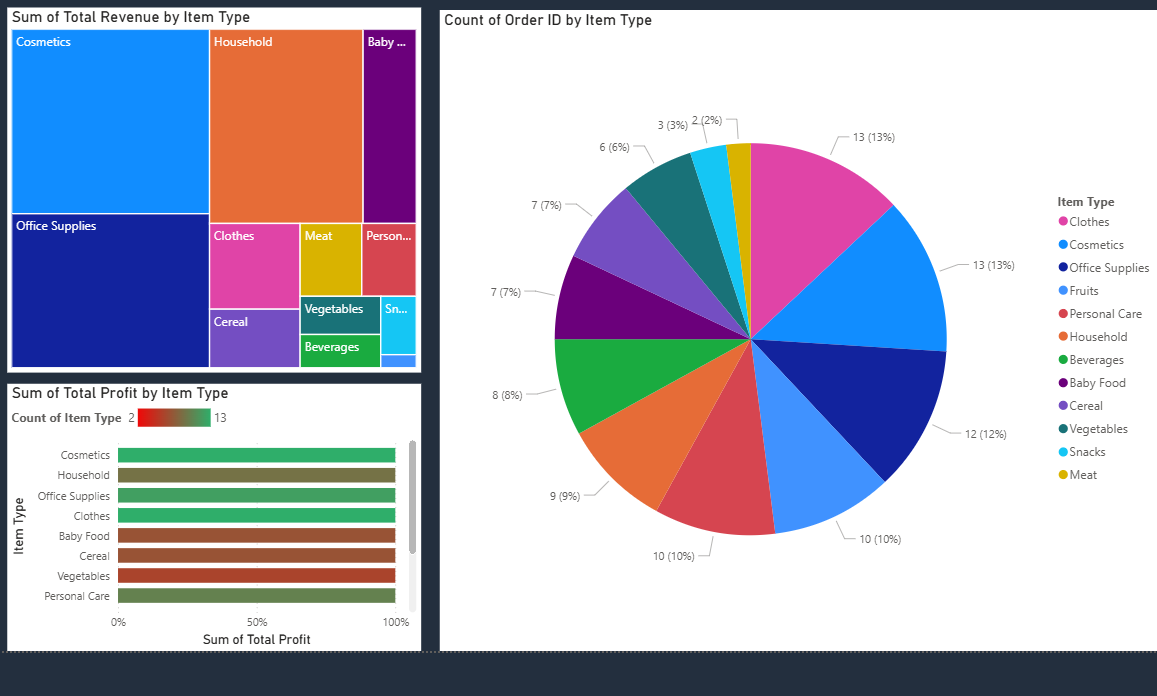 Sum of Total Revenue by Item Type
Cosmetics
Household
Baby ...
Office Supplies
Clothes
Meat
Person...
Cereal
Vegetables
Sn...
Beverages
Sum of Total Profit by Item Type
Count of Item Type 2 13
Item Type
Cosmetics
Household
Office Supplies
Clothes
Baby Food
Cereal
Vegetables
Personal Care
0% 50% 100%
Sum of Total Profit
Count of Order ID by Item Type
13 (13%)
13 (13%)
12 (12%)
10 (10%)
10 (10%)
9 (9%)
8 (8%)
7 (7%)
7 (7%)
6 (6%)
3 (3%)
2 (2%)
Item Type
Clothes
Cosmetics
Office Supplies
Fruits
Personal Care
Household
Beverages
Baby Food
Cereal
Vegetables
Snacks
Meat